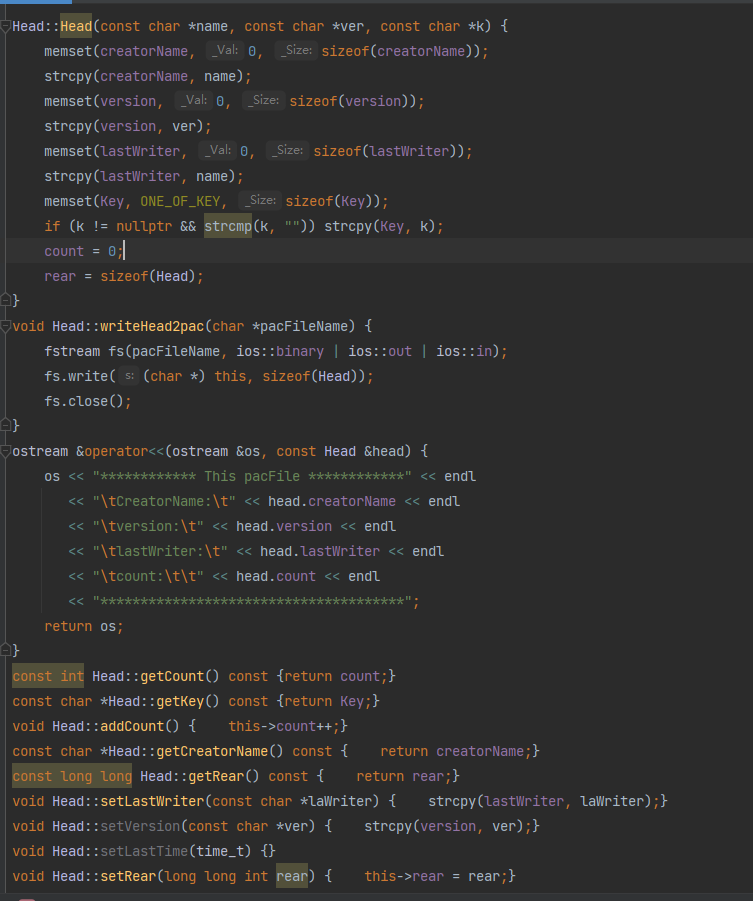 Head::Head(const char *name, const char *ver, const char *k) {
    memset(creatorName, _Val: 0, _Size: sizeof(creatorName));
    strcpy(creatorName, name);
    memset(version, _Val: 0, _Size: sizeof(version));
    strcpy(version, ver);
    memset(lastWriter, _Val: 0, _Size: sizeof(lastWriter));
    strcpy(lastWriter, name);
    memset(Key, ONE_OF_KEY, _Size: sizeof(Key));
    if (k != nullptr && strcmp(k, "")) strcpy(Key, k);
    count = 0;
    rear = sizeof(Head);
}
void Head::writeHead2pac(char *pacFileName) {
    fstream fs(pacFileName, ios::binary | ios::out | ios::in);
    fs.write( s: (char *) this, sizeof(Head));
    fs.close();
}
ostream &operator<<(ostream &os, const Head &head) {
    os << "************ This pacFile ************" << endl
       << "\tCreatorName:\t" << head.creatorName << endl
       << "\tversion:\t" << head.version << endl
       << "\tlastWriter:\t" << head.lastWriter << endl
       << "\tcount:\t\t" << head.count << endl
       << "**************************************";
    return os;
}
const int Head::getCount() const {return count;}
const char *Head::getKey() const {return Key;}
void Head::addCount() {    this->count++;}
const char *Head::getCreatorName() const {    return creatorName;}
const long long Head::getRear() const {    return rear;}
void Head::setLastWriter(const char *laWriter) {    strcpy(lastWriter, laWriter);}
void Head::setVersion(const char *ver) {    strcpy(version, ver);}
void Head::setLastTime(time_t) {}
void Head::setRear(long long int rear) {    this->rear = rear;}